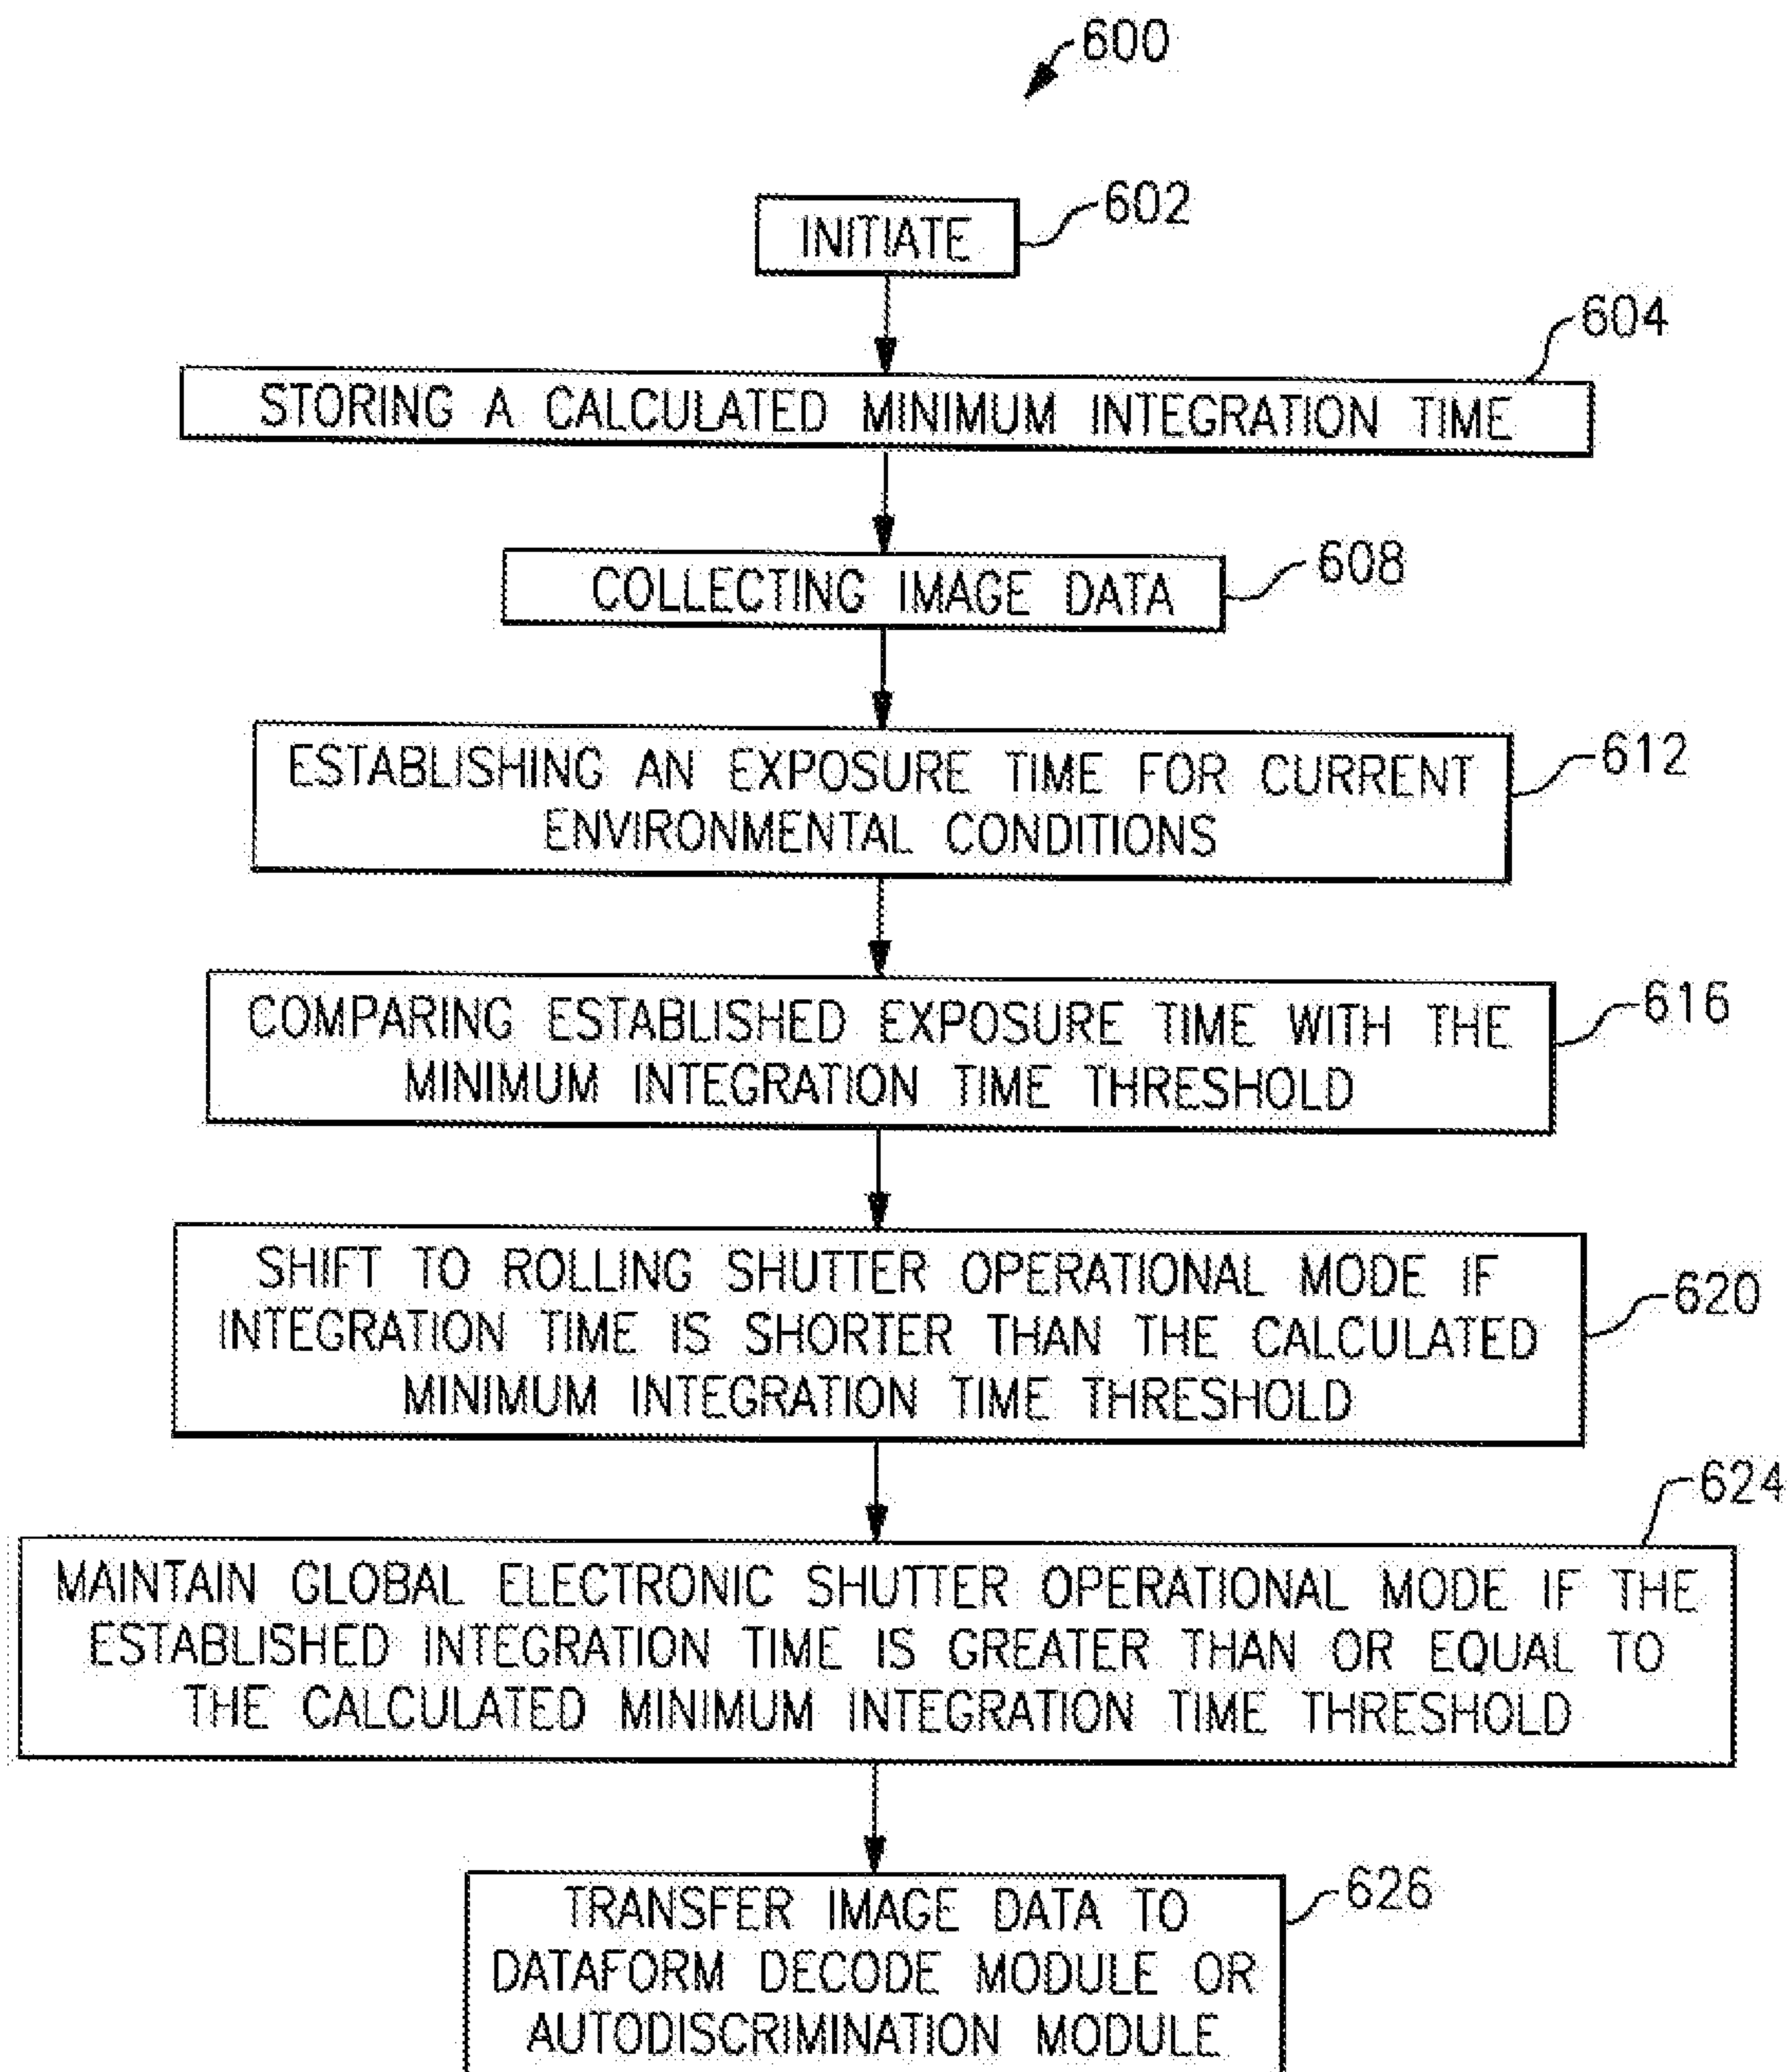 600
INITIATE
602
604
STORING A CALCULATED MINIMUM INTEGRATION TIME
COLLECTING IMAGE DATA
608
ESTABLISHING AN EXPOSURE TIME FOR CURRENT
ENVIRONMENTAL CONDITIONS
612
COMPARING ESTABLISHED EXPOSURE TIME WITH THE
MINIMUM INTEGRATION TIME THRESHOLD
616
SHIFT TO ROLLING SHUTTER OPERATIONAL MODE IF
INTEGRATION TIME IS SHORTER THAN THE CALCULATED
MINIMUM INTEGRATION TIME THRESHOLD
620
624
MAINTAIN GLOBAL ELECTRONIC SHUTTER OPERATIONAL MODE IF THE
ESTABLISHED INTEGRATION TIME IS GREATER THAN OR EQUAL TO
THE CALCULATED MINIMUM INTEGRATION TIME THRESHOLD
TRANSFER IMAGE DATA TO
DATAFORM DECODE MODULE OR
AUTODISCRIMINATION MODULE
626